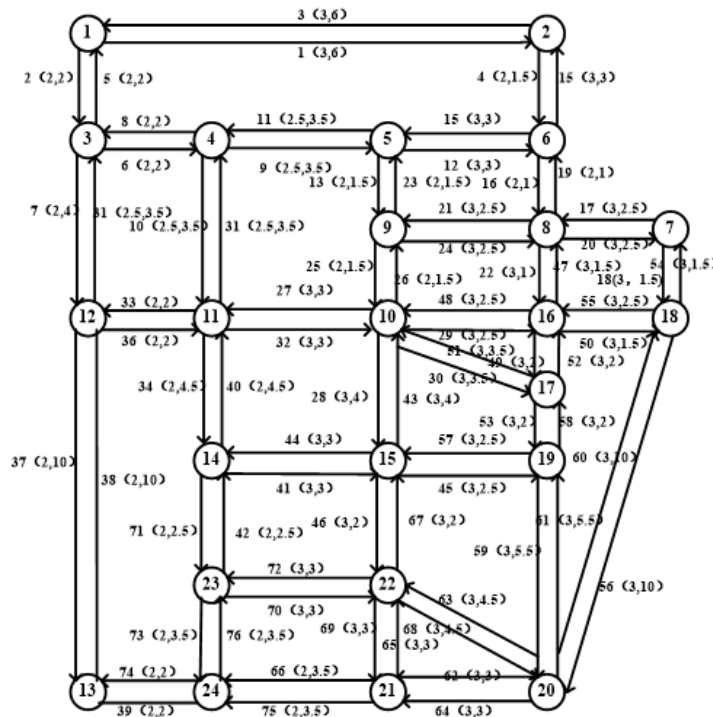 3 (3,6)
1 2
1 (3,6)
2 (2,2) 5 (2,2) 4 (2,1.5) 15 (3,3)
8 (2,2) 11 (2.5,3.5) 15 (3,3)
3 4 5 6
6 (2,2) 9 (2.5,3.5) 12 (3,3)
13 (2,1.5) 23 (2,1.5) 16 (2,1) 19 (2,1)
7 (2,4) 31 (2.5,3.5) 10 (2.5,3.5) 31 (2.5,3.5) 21 (3,2.5) 17 (3,2.5)
9 8 7
24 (3,2.5) 20 (3,2.5)
25 (2,1.5) 26 (2,1.5) 22 (3,1) 47 (3,1.5) 18(3, 1.5) 54 (3,1.5)
33 (2,2) 27 (3,3) 48 (3,2.5) 55 (3,2.5)
12 11 10 16 18
36 (2,2) 32 (3,3) 29 (3,2.5) 50 (3,1.5)
51 (3,3.5) 49 (3,2) 52 (3,2)
34 (2,4.5) 40 (2,4.5) 28 (3,4) 43 (3,4) 30 (3,3.5) 17
53 (3,2) 58 (3,2)
44 (3,3) 57 (3,2.5)
37 (2,10) 38 (2,10) 14 15 19 60 (3,10)
41 (3,3) 45 (3,2.5)
71 (2,2.5) 42 (2,2.5) 46 (3,2) 67 (3,2) 59 (3,5.5) 61 (3,5.5)
72 (3,3)
23 22 63 (3,4.5) 56 (3,10)
70 (3,3)
73 (2,3.5) 76 (2,3.5) 69 (3,3) 68 (3,4.5)
65 (3,3)
74 (2,2) 66 (2,3.5) 62 (3,3)
13 24 21 20
39 (2,2) 75 (2,3.5) 64 (3,3)